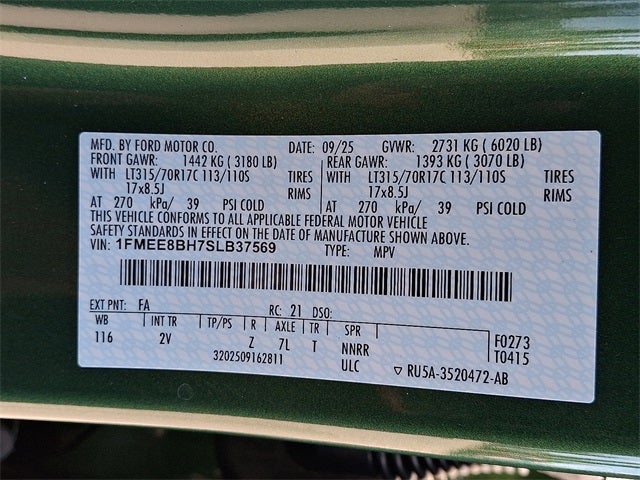 MFD. BY FORD MOTOR CO. DATE: 09/25 GVWR: 2731 KG ( 6020 LB)
FRONT GAWR: 1442 KG ( 3180 LB) REAR GAWR: 1393 KG ( 3070 LB)
WITH LT315/70R17C 113/110S TIRES WITH LT315/70R17C 113/110S TIRES
17x8.5J RIMS 17x8.5J RIMS
AT 270 kPa/ 39 PSI COLD AT 270 kPa/ 39 PSI COLD
THIS VEHICLE CONFORMS TO ALL APPLICABLE FEDERAL MOTOR VEHICLE
SAFETY STANDARDS IN EFFECT ON THE DATE OF MANUFACTURE SHOWN ABOVE.
VIN: 1FMEE8BH7SLB37569 TYPE: MPV
EXT PNT: FA RC: 21 DSO:
WB INT TR TP/PS R AXLE TR SPR F0273
116 2V Z 7L T NNRR T0415
3202509162811 ULC ▽ RU5A-3520472-AB